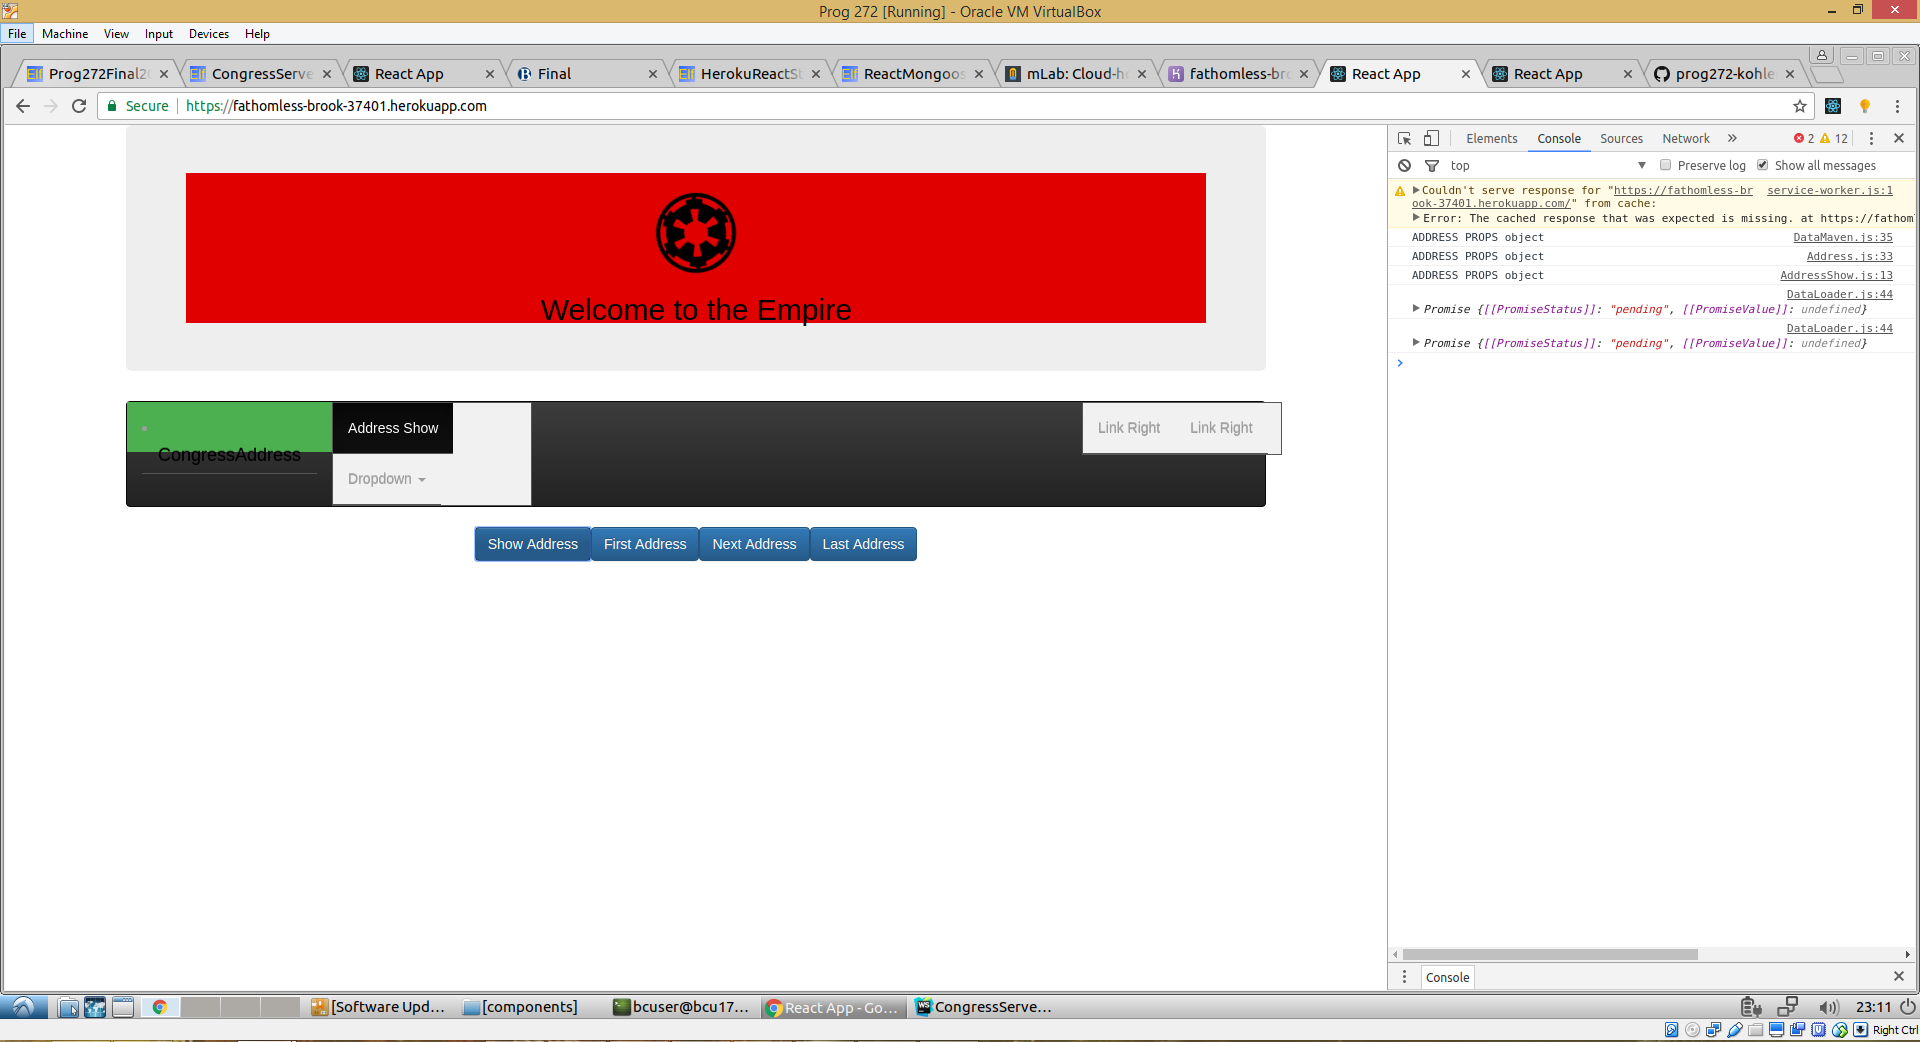 Prog 272 [Running] - Oracle VM VirtualBox
File Machine View Input Devices Help
Prog272Final2 CongressServe React App Final HerokuReactSt ReactMongoos mLab: Cloud-h fathomless-br React App React App prog272-kohle
Secure https://fathomless-brook-37401.herokuapp.com
Welcome to the Empire
CongressAddress
Address Show
Dropdown
Link Right Link Right
Show Address First Address Next Address Last Address
Elements Console Sources Network » 2 12
top Preserve log Show all messages
Couldn't serve response for "https://fathomless-br service-worker.js:1
ook-37401.herokuapp.com/" from cache:
Error: The cached response that was expected is missing. at https://fathom
ADDRESS PROPS object DataMaven.js:35
ADDRESS PROPS object Address.js:33
ADDRESS PROPS object AddressShow.js:13
DataLoader.js:44
Promise {[[PromiseStatus]]: "pending", [[PromiseValue]]: undefined}
DataLoader.js:44
Promise {[[PromiseStatus]]: "pending", [[PromiseValue]]: undefined}
Console
[Software Upd... [components] bcuser@bcu17... React App - Go... CongressServe... 23:11
Right Ctrl